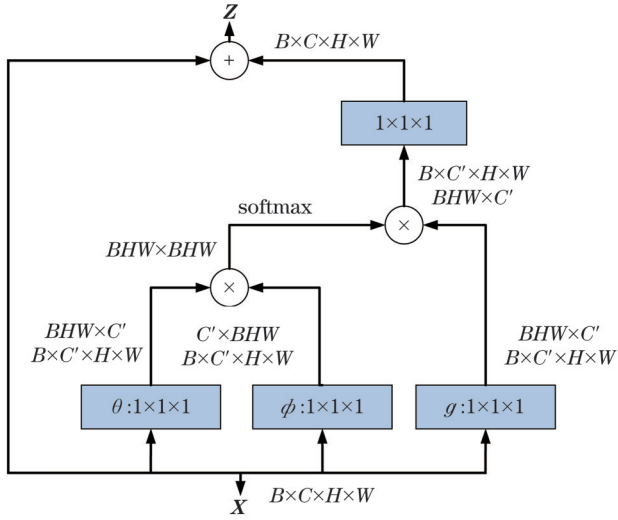 Z
B×C×H×W
+
1×1×1
B×C′×H×W
BHW×C′
softmax
×
BHW×BHW
×
BHW×C′
B×C′×H×W
C′×BHW
B×C′×H×W
BHW×C′
B×C′×H×W
θ:1×1×1
ϕ:1×1×1
g:1×1×1
X
B×C×H×W